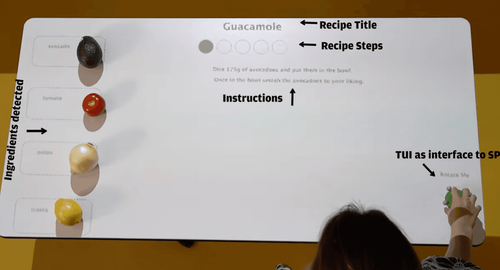 Guacamole
Recipe Title
Recipe Steps
Dice 175g of avocadoes and put them in the bowl
Once in the bowl smash the avocadoes to your liking.
Instructions
Ingredients detected
avocado
tomato
onion
TUI as interface to SP
Rotate Me